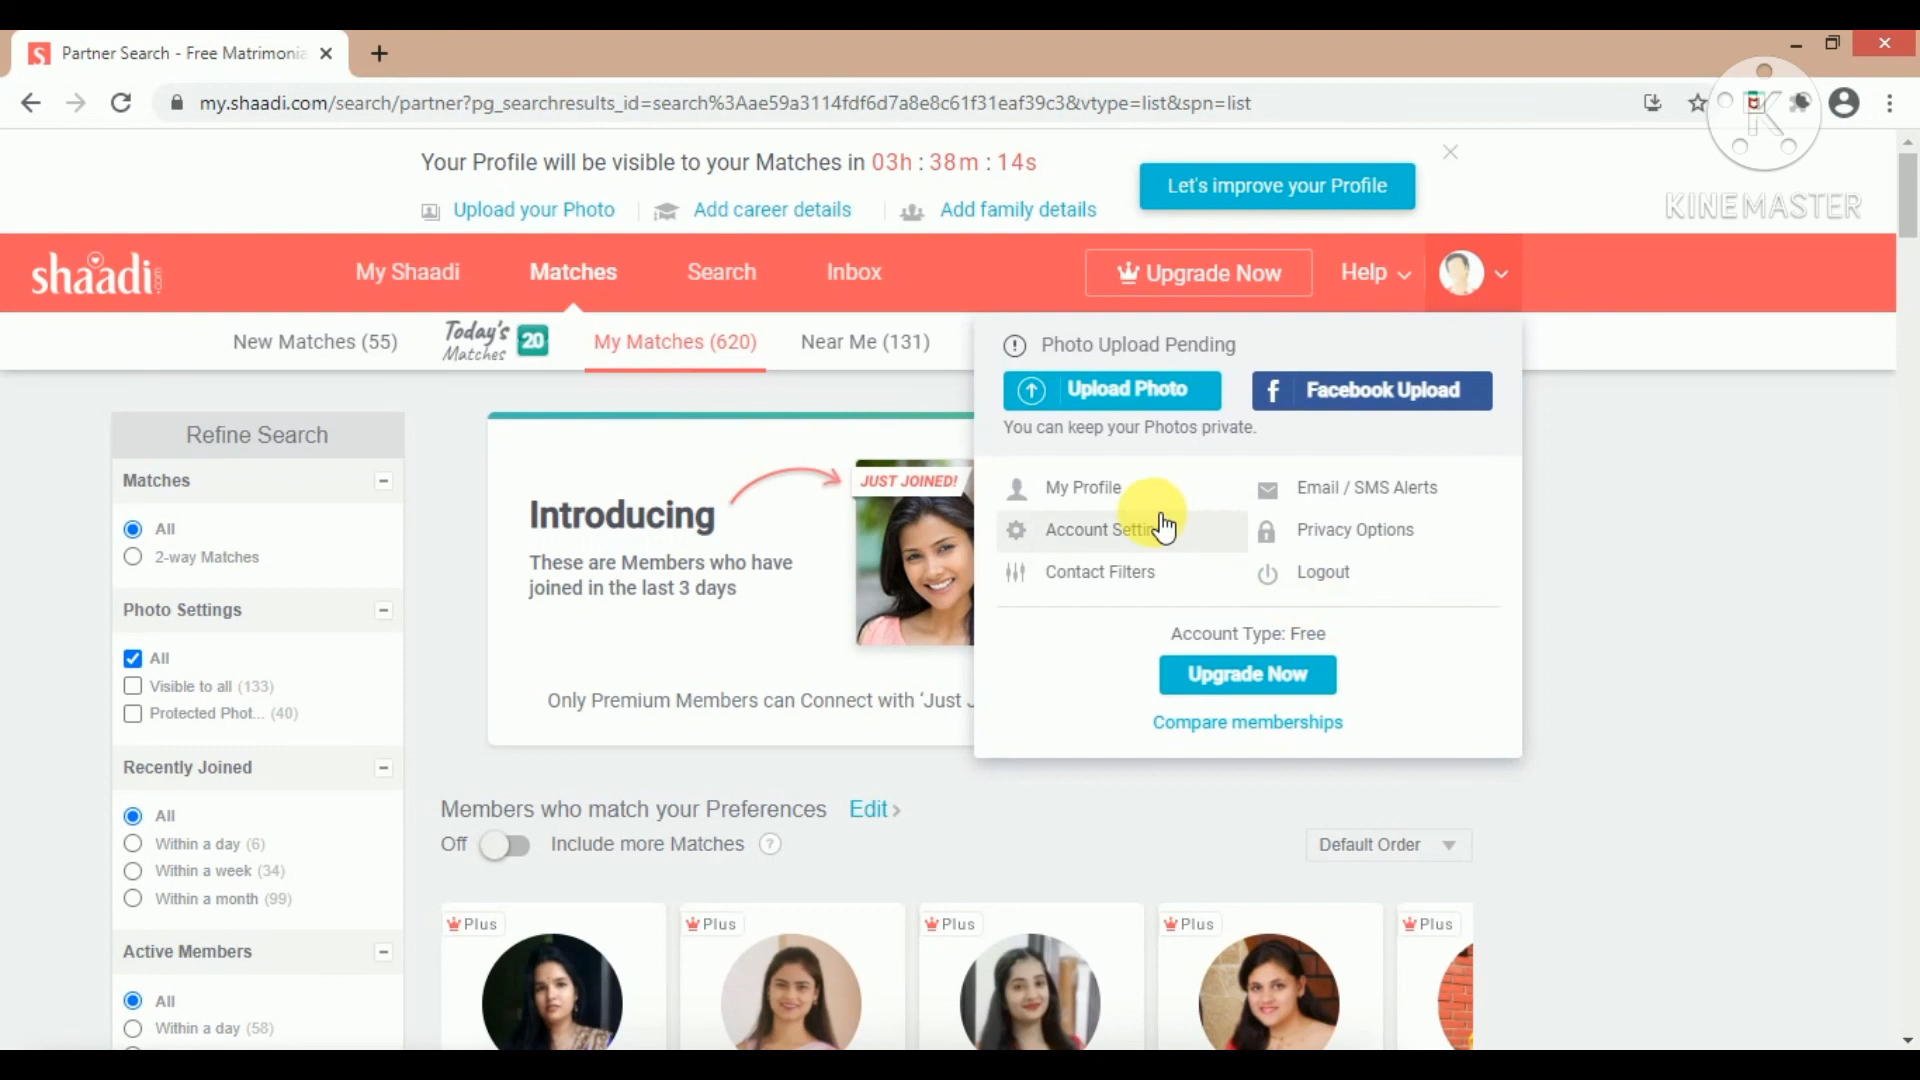 Partner Search - Free Matrimonia
my.shaadi.com/search/partner?pg_searchresults_id=search%3Aae59a3114fdf6d7a8e8c61f31eaf39c3&vtype=list&spn=list
KINEMASTER
Your Profile will be visible to your Matches in 03h : 38m : 14s
Let's improve your Profile
Upload your Photo
Add career details
Add family details
shaadi.com
My Shaadi
Matches
Search
Inbox
Upgrade Now
Help
New Matches (55)
Today's Matches 20
My Matches (620)
Near Me (131)
Photo Upload Pending
Upload Photo
Facebook Upload
You can keep your Photos private.
My Profile
Email / SMS Alerts
Account Settin
Privacy Options
Contact Filters
Logout
Account Type: Free
Upgrade Now
Compare memberships
Refine Search
Matches
All
2-way Matches
Photo Settings
All
Visible to all (133)
Protected Phot... (40)
Recently Joined
All
Within a day (6)
Within a week (34)
Within a month (99)
Active Members
All
Within a day (58)
JUST JOINED!
Introducing
These are Members who have
joined in the last 3 days
Only Premium Members can Connect with ‘Just J
Members who match your Preferences Edit >
Off Include more Matches ?
Default Order
Plus
Plus
Plus
Plus
Plus